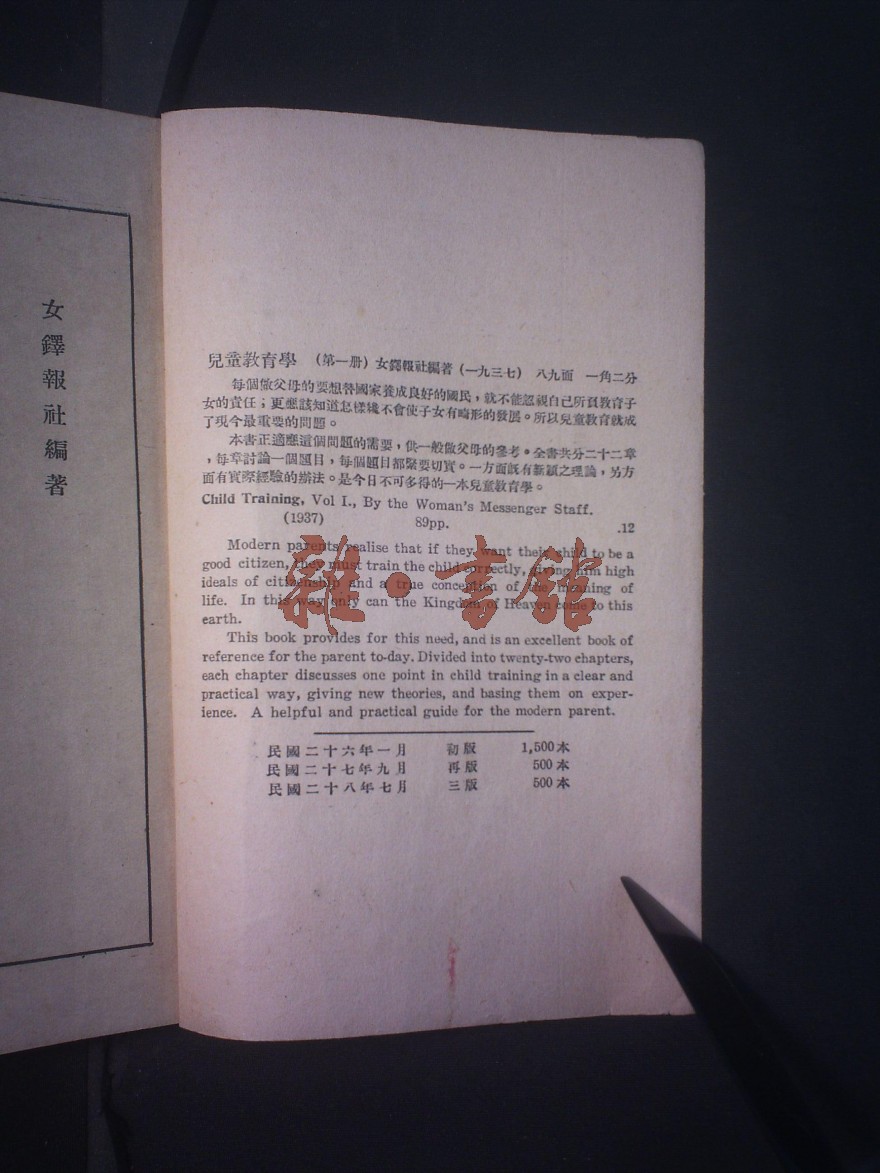 女鐸報社編著
兒童教育學 (第一册) 女鐸報社編著 (一九三七) 八九面 一角二分
每個做父母的要想替國家養成良好的國民，就不能忽視自已所負教育子
女的責任；更應該知道怎樣纔不會使子女有畸形的發展。所以兒童教育就成
了現今最重要的問題。
本書正適應這個問題的需要，供一般做父母的參考。全書共分二十二章
，每章討論一個題目，每個題目都緊要切實。一方面既有新穎之理論，另方
面有實際經驗的辦法。是今日不可多得的一本兒童教育學。
Child Training, Vol I., By the Woman's Messenger Staff.
(1937) 89pp. .12
Modern parents realise that if they want their child to be a
good citizen, they must train the child correctly, giving him high
ideals of citizenship and a true conception of the meaning of
life. In this way only can the Kingdom of Heaven come to this
earth.
This book provides for this need, and is an excellent book of
reference for the parent to-day. Divided into twenty-two chapters,
each chapter discusses one point in child training in a clear and
practical way, giving new theories, and basing them on exper-
ience. A helpful and practical guide for the modern parent.
民國二十六年一月 初版 1,500本
民國二十七年九月 再版 500本
民國二十八年七月 三版 500本
雜·書館